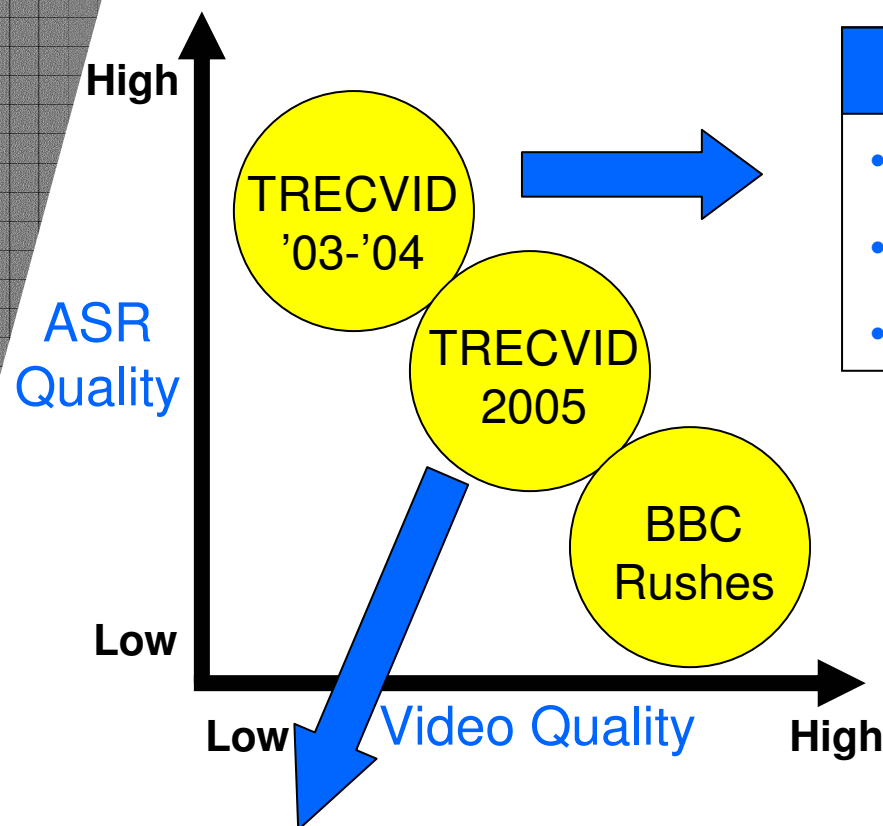 High
TRECVID
’03-’04
ASR
Quality
TRECVID
2005
BBC
Rushes
Low
Low
Video Quality
High